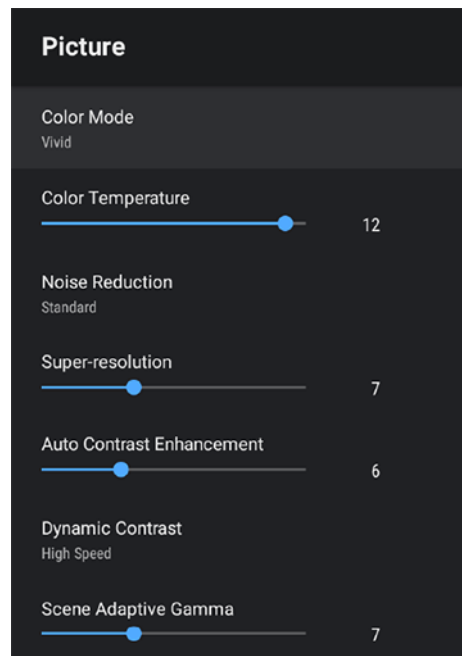 Picture
Color Mode
Vivid
Color Temperature
12
Noise Reduction
Standard
Super-resolution
7
Auto Contrast Enhancement
6
Dynamic Contrast
High Speed
Scene Adaptive Gamma
7